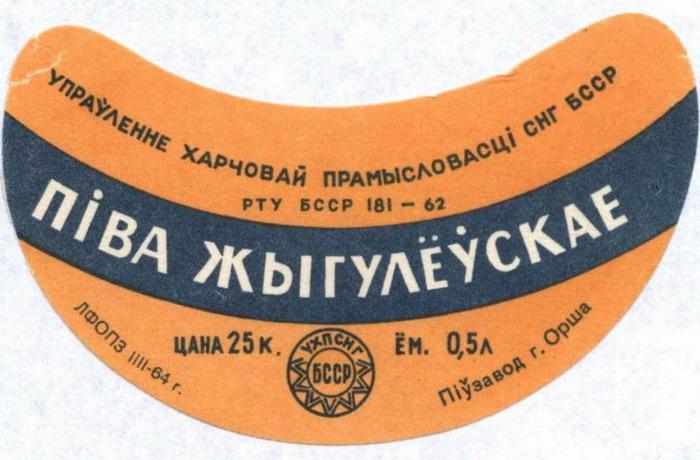 УПРАЎЛЕННЕ ХАРЧОВАЙ ПРАМЫСЛОВАСЦІ СНГ БССР
РТУ БССР 181 — 62
ПІВА ЖЫГУЛЁЎСКАЕ
ЦАНА 25 К.
УХПСНГ
БССР
ЁМ. 0,5Л
ЛФОПЗ IIII-64 г.
Піўзавод г. Орша